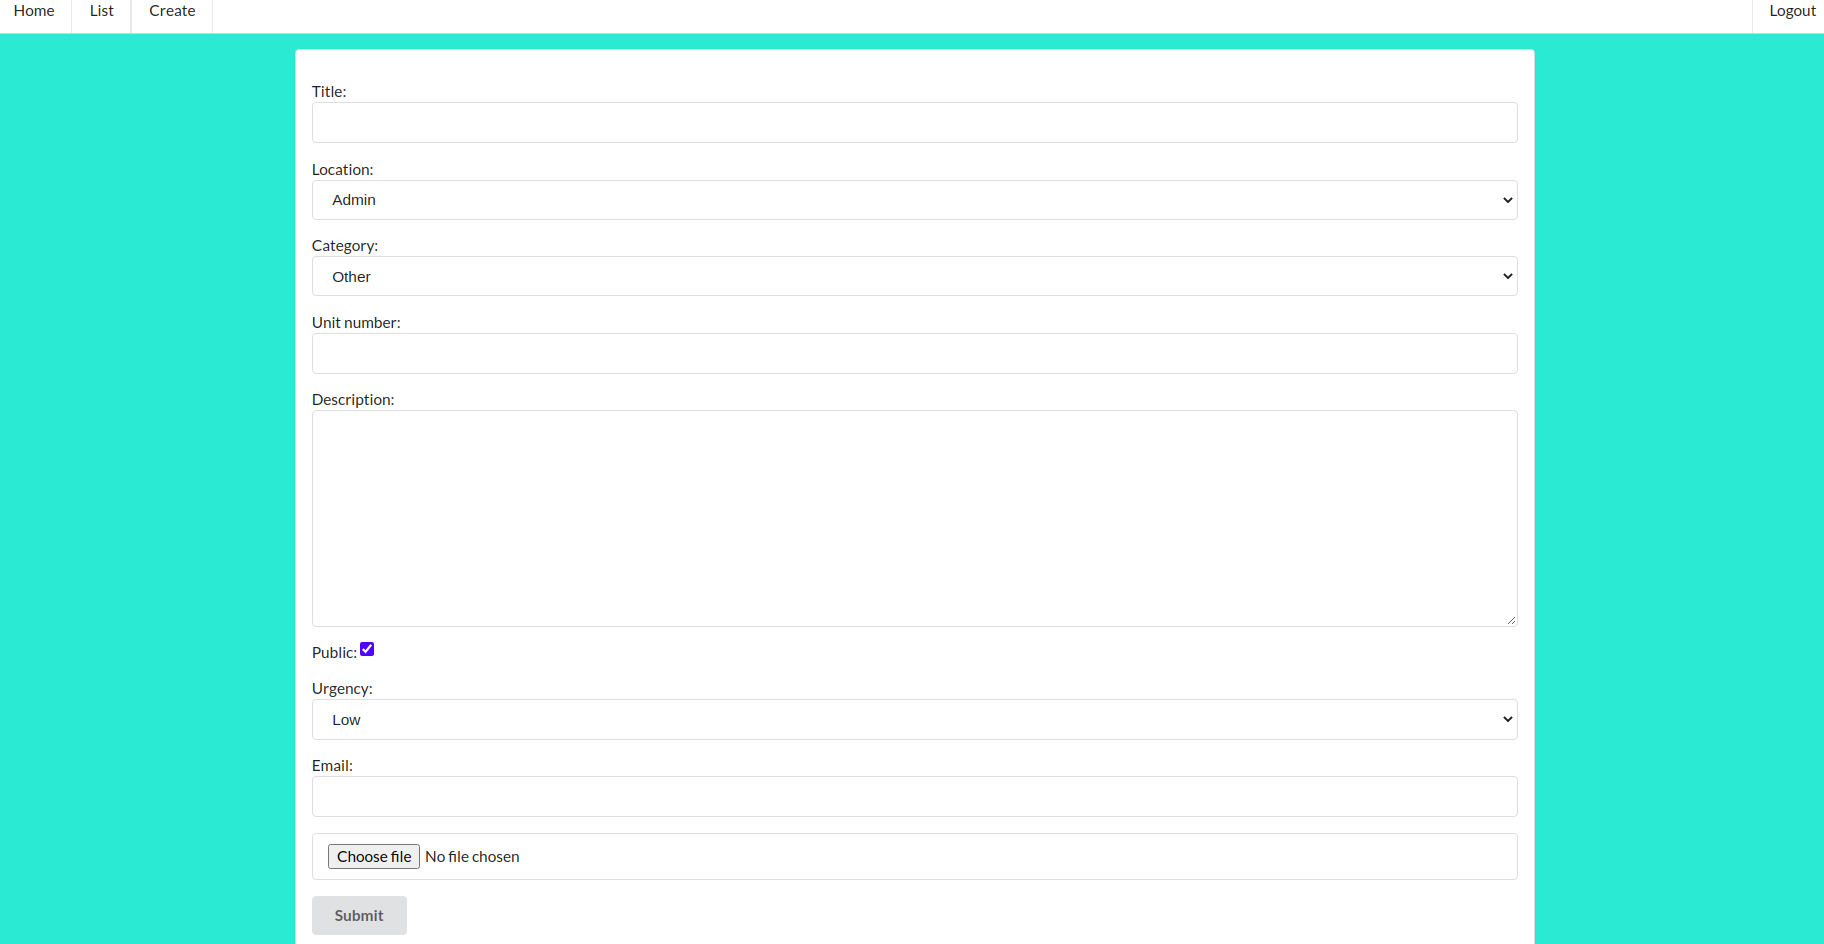 Home List Create Logout
Title:
Location:
Admin
Category:
Other
Unit number:
Description:
Public:
Urgency:
Low
Email:
Choose file No file chosen
Submit